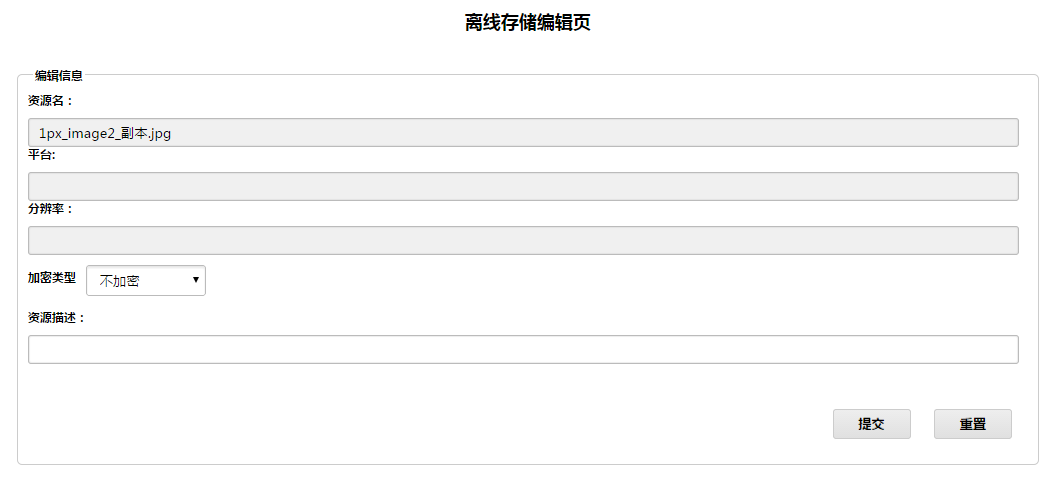 离线存储编辑页
编辑信息
资源名：
1px_image2_副本.jpg
平台:
分辨率：
加密类型 不加密
资源描述：
提交 重置